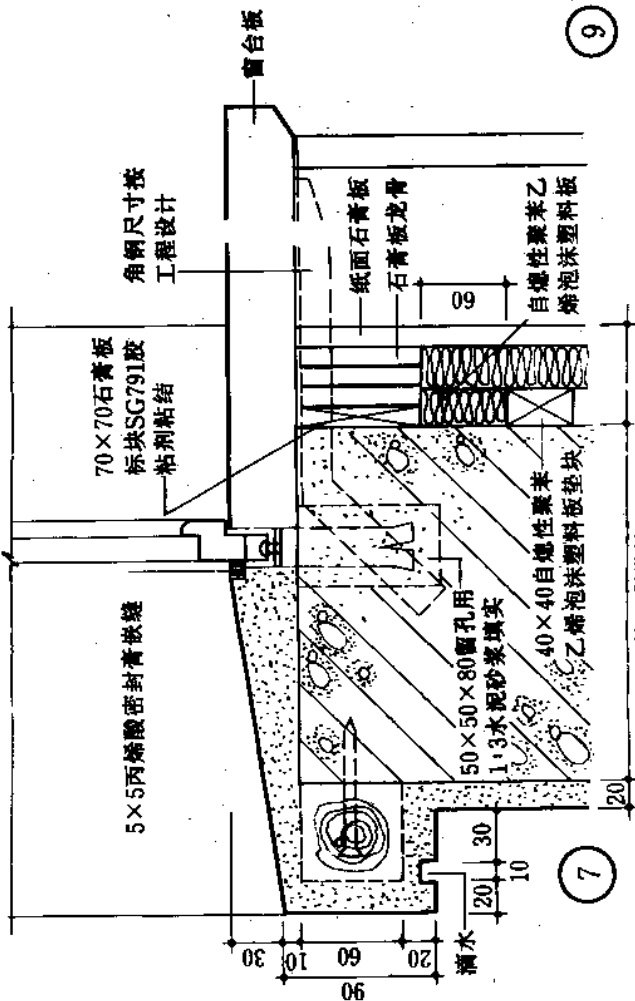 窗台板
角钢尺寸按
工程设计
纸面石膏板
石膏板龙骨
60
自熄性聚苯乙
烯泡沫塑料板
9
70×70石膏板
标块SG791胶
粘剂粘结
5×5丙烯酸密封膏嵌缝
50×50×80留孔用
1:3水泥砂浆填实
40×40自熄性聚苯
乙烯泡沫塑料板垫块
30
10
60
20
90
滴水
20
10
30
20
7